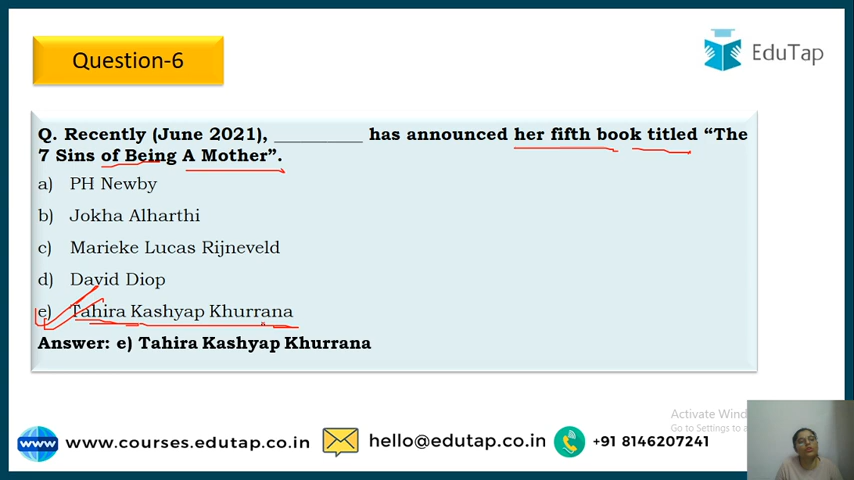 Question-6
EduTap
Q. Recently (June 2021), __________ has announced her fifth book titled “The
7 Sins of Being A Mother”.
a) PH Newby
b) Jokha Alharthi
c) Marieke Lucas Rijneveld
d) David Diop
e) Tahira Kashyap Khurrana
Answer: e) Tahira Kashyap Khurrana
Activate Wind
Go to Settings to a
www www.courses.edutap.co.in hello@edutap.co.in +91 8146207241